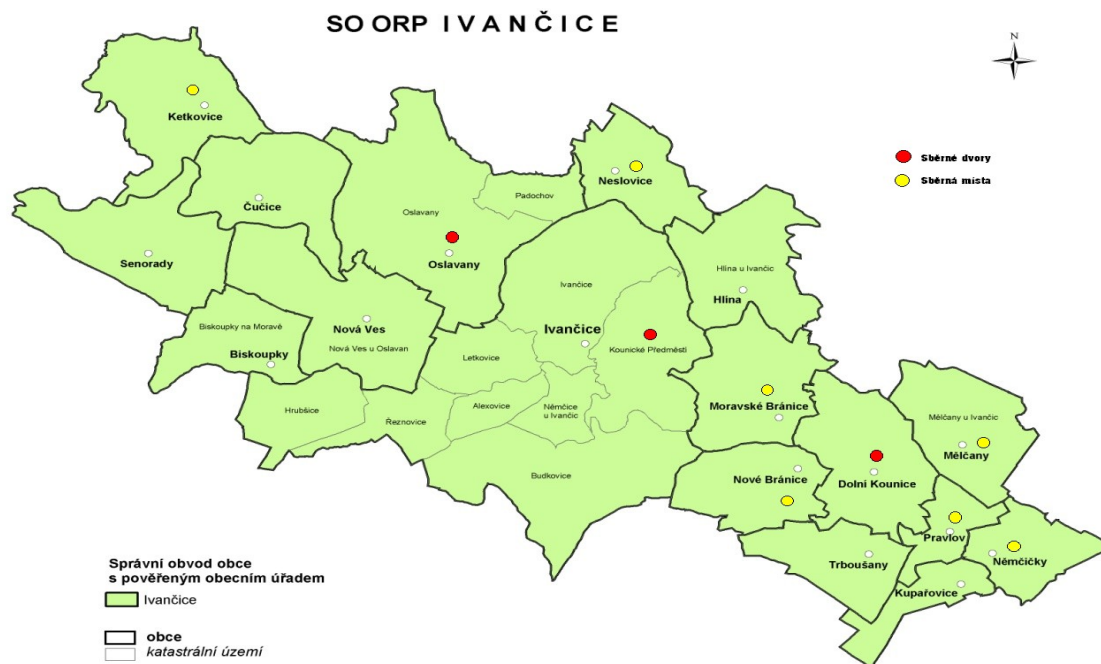 SO ORP I V A N Č I C E
N
Ketkovice
Sběrné dvory
Sběrná místa
Neslovice
Padochov
Čučice
Oslavany
Oslavany
Senorady
Hlína u Ivančic
Hlína
Ivančice
Ivančice
Biskoupky na Moravě
Nová Ves
Kounické Předměstí
Nová Ves u Oslavan
Letkovice
Biskoupky
Hrubšice
Alexovice
Němčice
u Ivančic
Řeznovice
Moravské Bránice
Mělčany u Ivančic
Mělčany
Budkovice
Nové Bránice
Dolní Kounice
Pravlov
Trboušany
Němčičky
Kupařovice
Správní obvod obce
s pověřeným obecním úřadem
Ivančice
obce
katastrální území